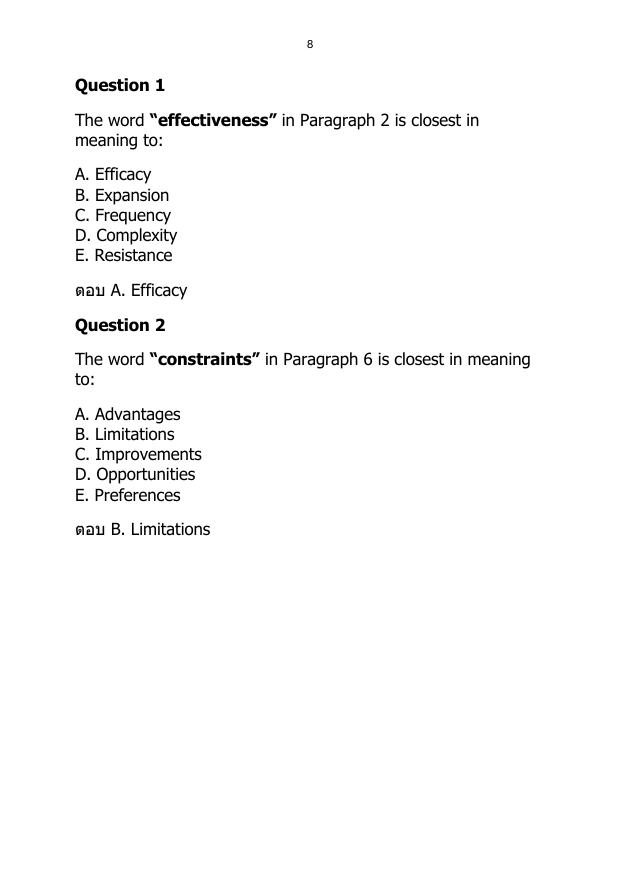 8
Question 1
The word “effectiveness” in Paragraph 2 is closest in
meaning to:
A. Efficacy
B. Expansion
C. Frequency
D. Complexity
E. Resistance
ตอบ A. Efficacy
Question 2
The word “constraints” in Paragraph 6 is closest in meaning
to:
A. Advantages
B. Limitations
C. Improvements
D. Opportunities
E. Preferences
ตอบ B. Limitations